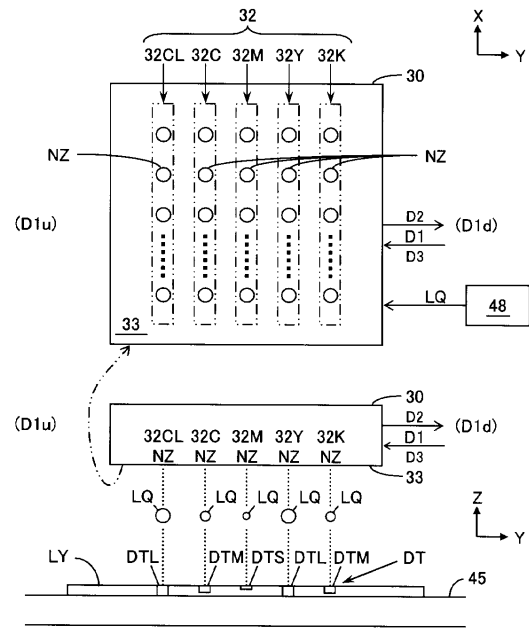 32
32CL 32C 32M 32Y 32K
30
X
Y
NZ
NZ
(D1u)
D2
D1
D3
(D1d)
LQ
48
33
30
(D1u)
32CL 32C 32M 32Y 32K
NZ NZ NZ NZ NZ
D2
D1
D3
(D1d)
33
LQ LQ LQ LQ LQ
Z
Y
LY
DTL DTM DTS DTL DTM
DT
45